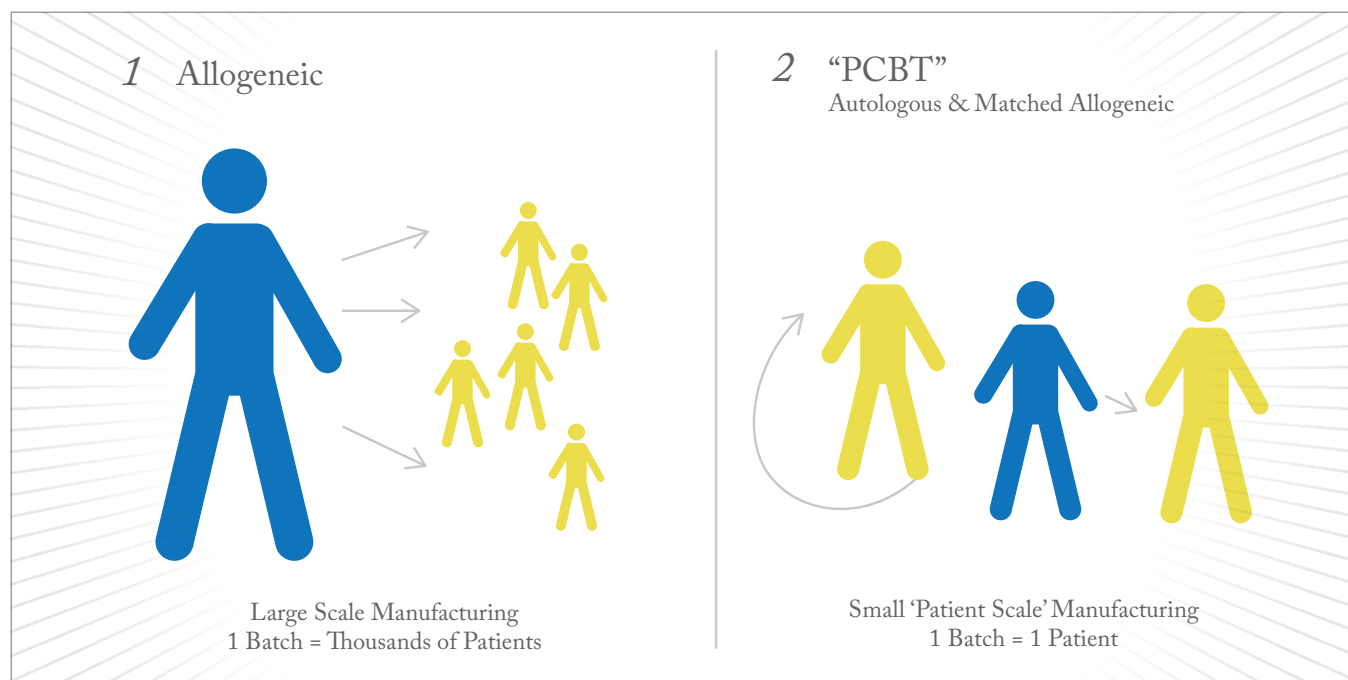 1 Allogeneic
Large Scale Manufacturing
1 Batch = Thousands of Patients
2 “PCBT”
Autologous & Matched Allogeneic
Small ‘Patient Scale’ Manufacturing
1 Batch = 1 Patient